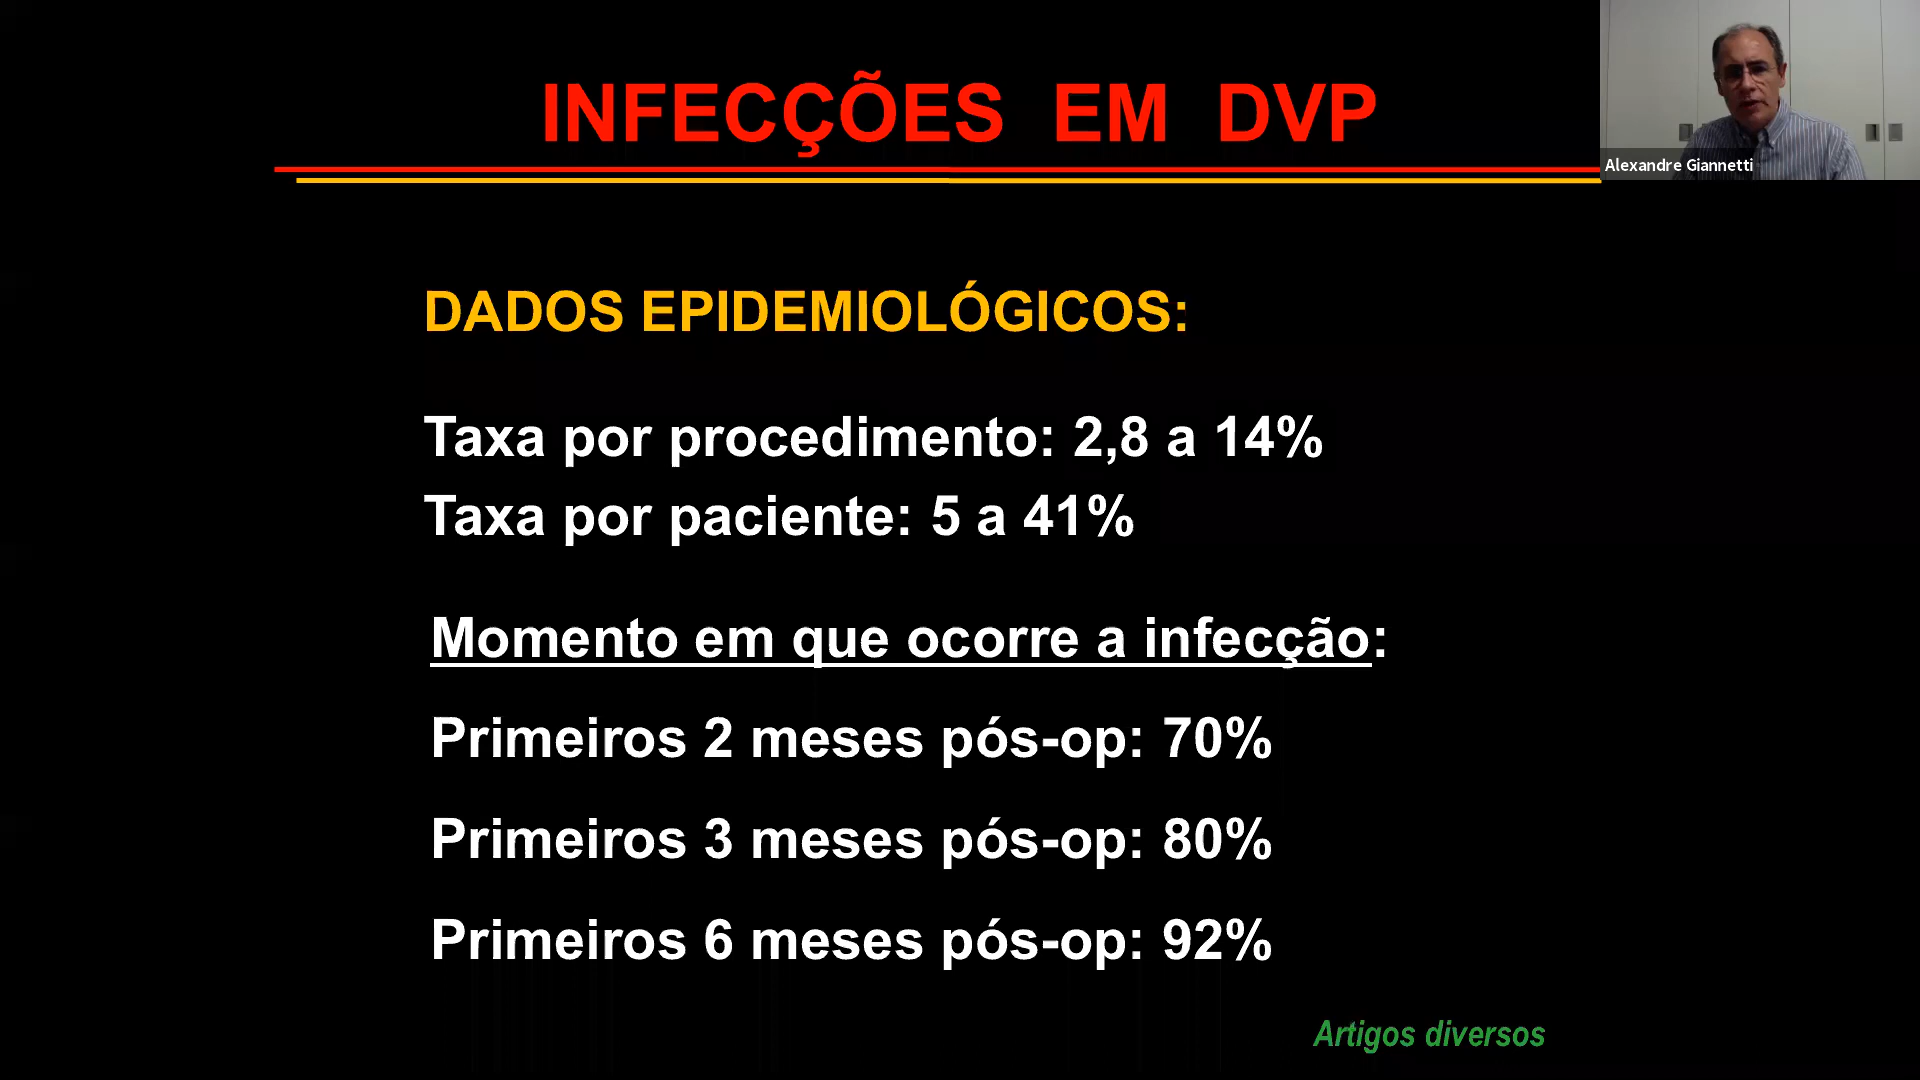 INFECÇÕES EM DVP
Alexandre Giannetti
DADOS EPIDEMIOLÓGICOS:
Taxa por procedimento: 2,8 a 14%
Taxa por paciente: 5 a 41%
Momento em que ocorre a infecção:
Primeiros 2 meses pós-op: 70%
Primeiros 3 meses pós-op: 80%
Primeiros 6 meses pós-op: 92%
Artigos diversos